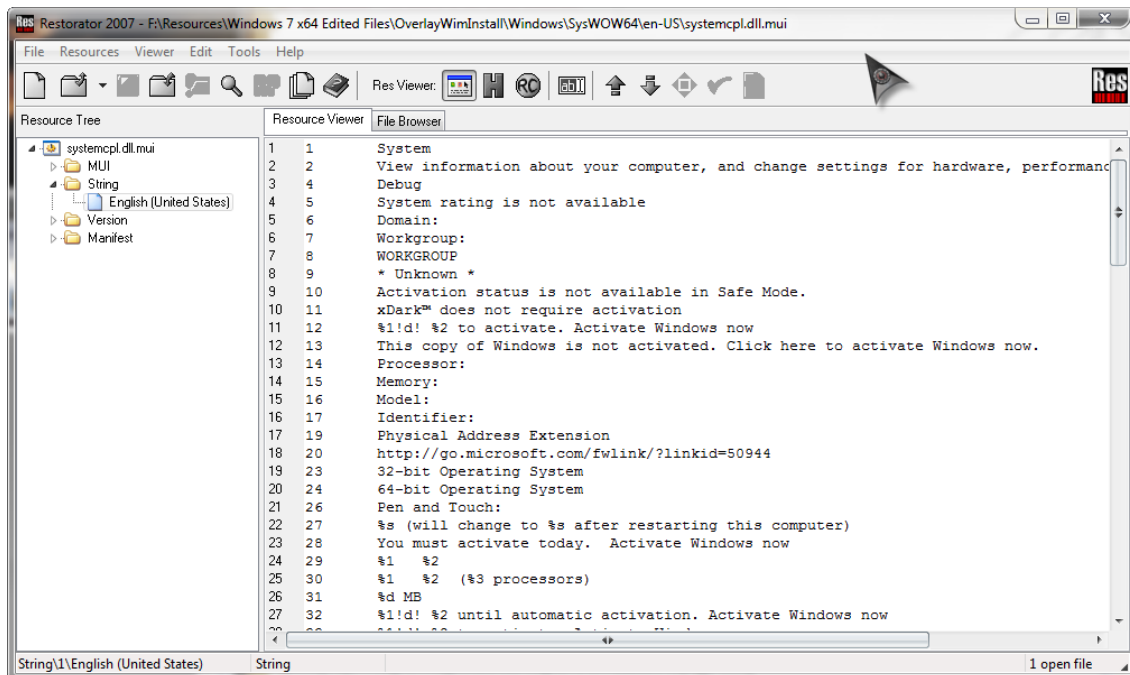 Restorator 2007 - F:\Resources\Windows 7 x64 Edited Files\OverlayWimInstall\Windows\SysWOW64\en-US\systemcpl.dll.mui
File Resources Viewer Edit Tools Help
Res Viewer: H RC abI Res
Resource Tree
Resource Viewer File Browser
systemcpl.dll.mui
MUI
String
English (United States)
Version
Manifest
1 1 System
2 2 View information about your computer, and change settings for hardware, performanc
3 4 Debug
4 5 System rating is not available
5 6 Domain:
6 7 Workgroup:
7 8 WORKGROUP
8 9 * Unknown *
9 10 Activation status is not available in Safe Mode.
10 11 xDark™ does not require activation
11 12 %1!d! %2 to activate. Activate Windows now
12 13 This copy of Windows is not activated. Click here to activate Windows now.
13 14 Processor:
14 15 Memory:
15 16 Model:
16 17 Identifier:
17 19 Physical Address Extension
18 20 http://go.microsoft.com/fwlink/?linkid=50944
19 23 32-bit Operating System
20 24 64-bit Operating System
21 26 Pen and Touch:
22 27 %s (will change to %s after restarting this computer)
23 28 You must activate today.  Activate Windows now
24 29 %1   %2
25 30 %1   %2  (%3 processors)
26 31 %d MB
27 32 %1!d! %2 until automatic activation. Activate Windows now
String\1\English (United States) String 1 open file